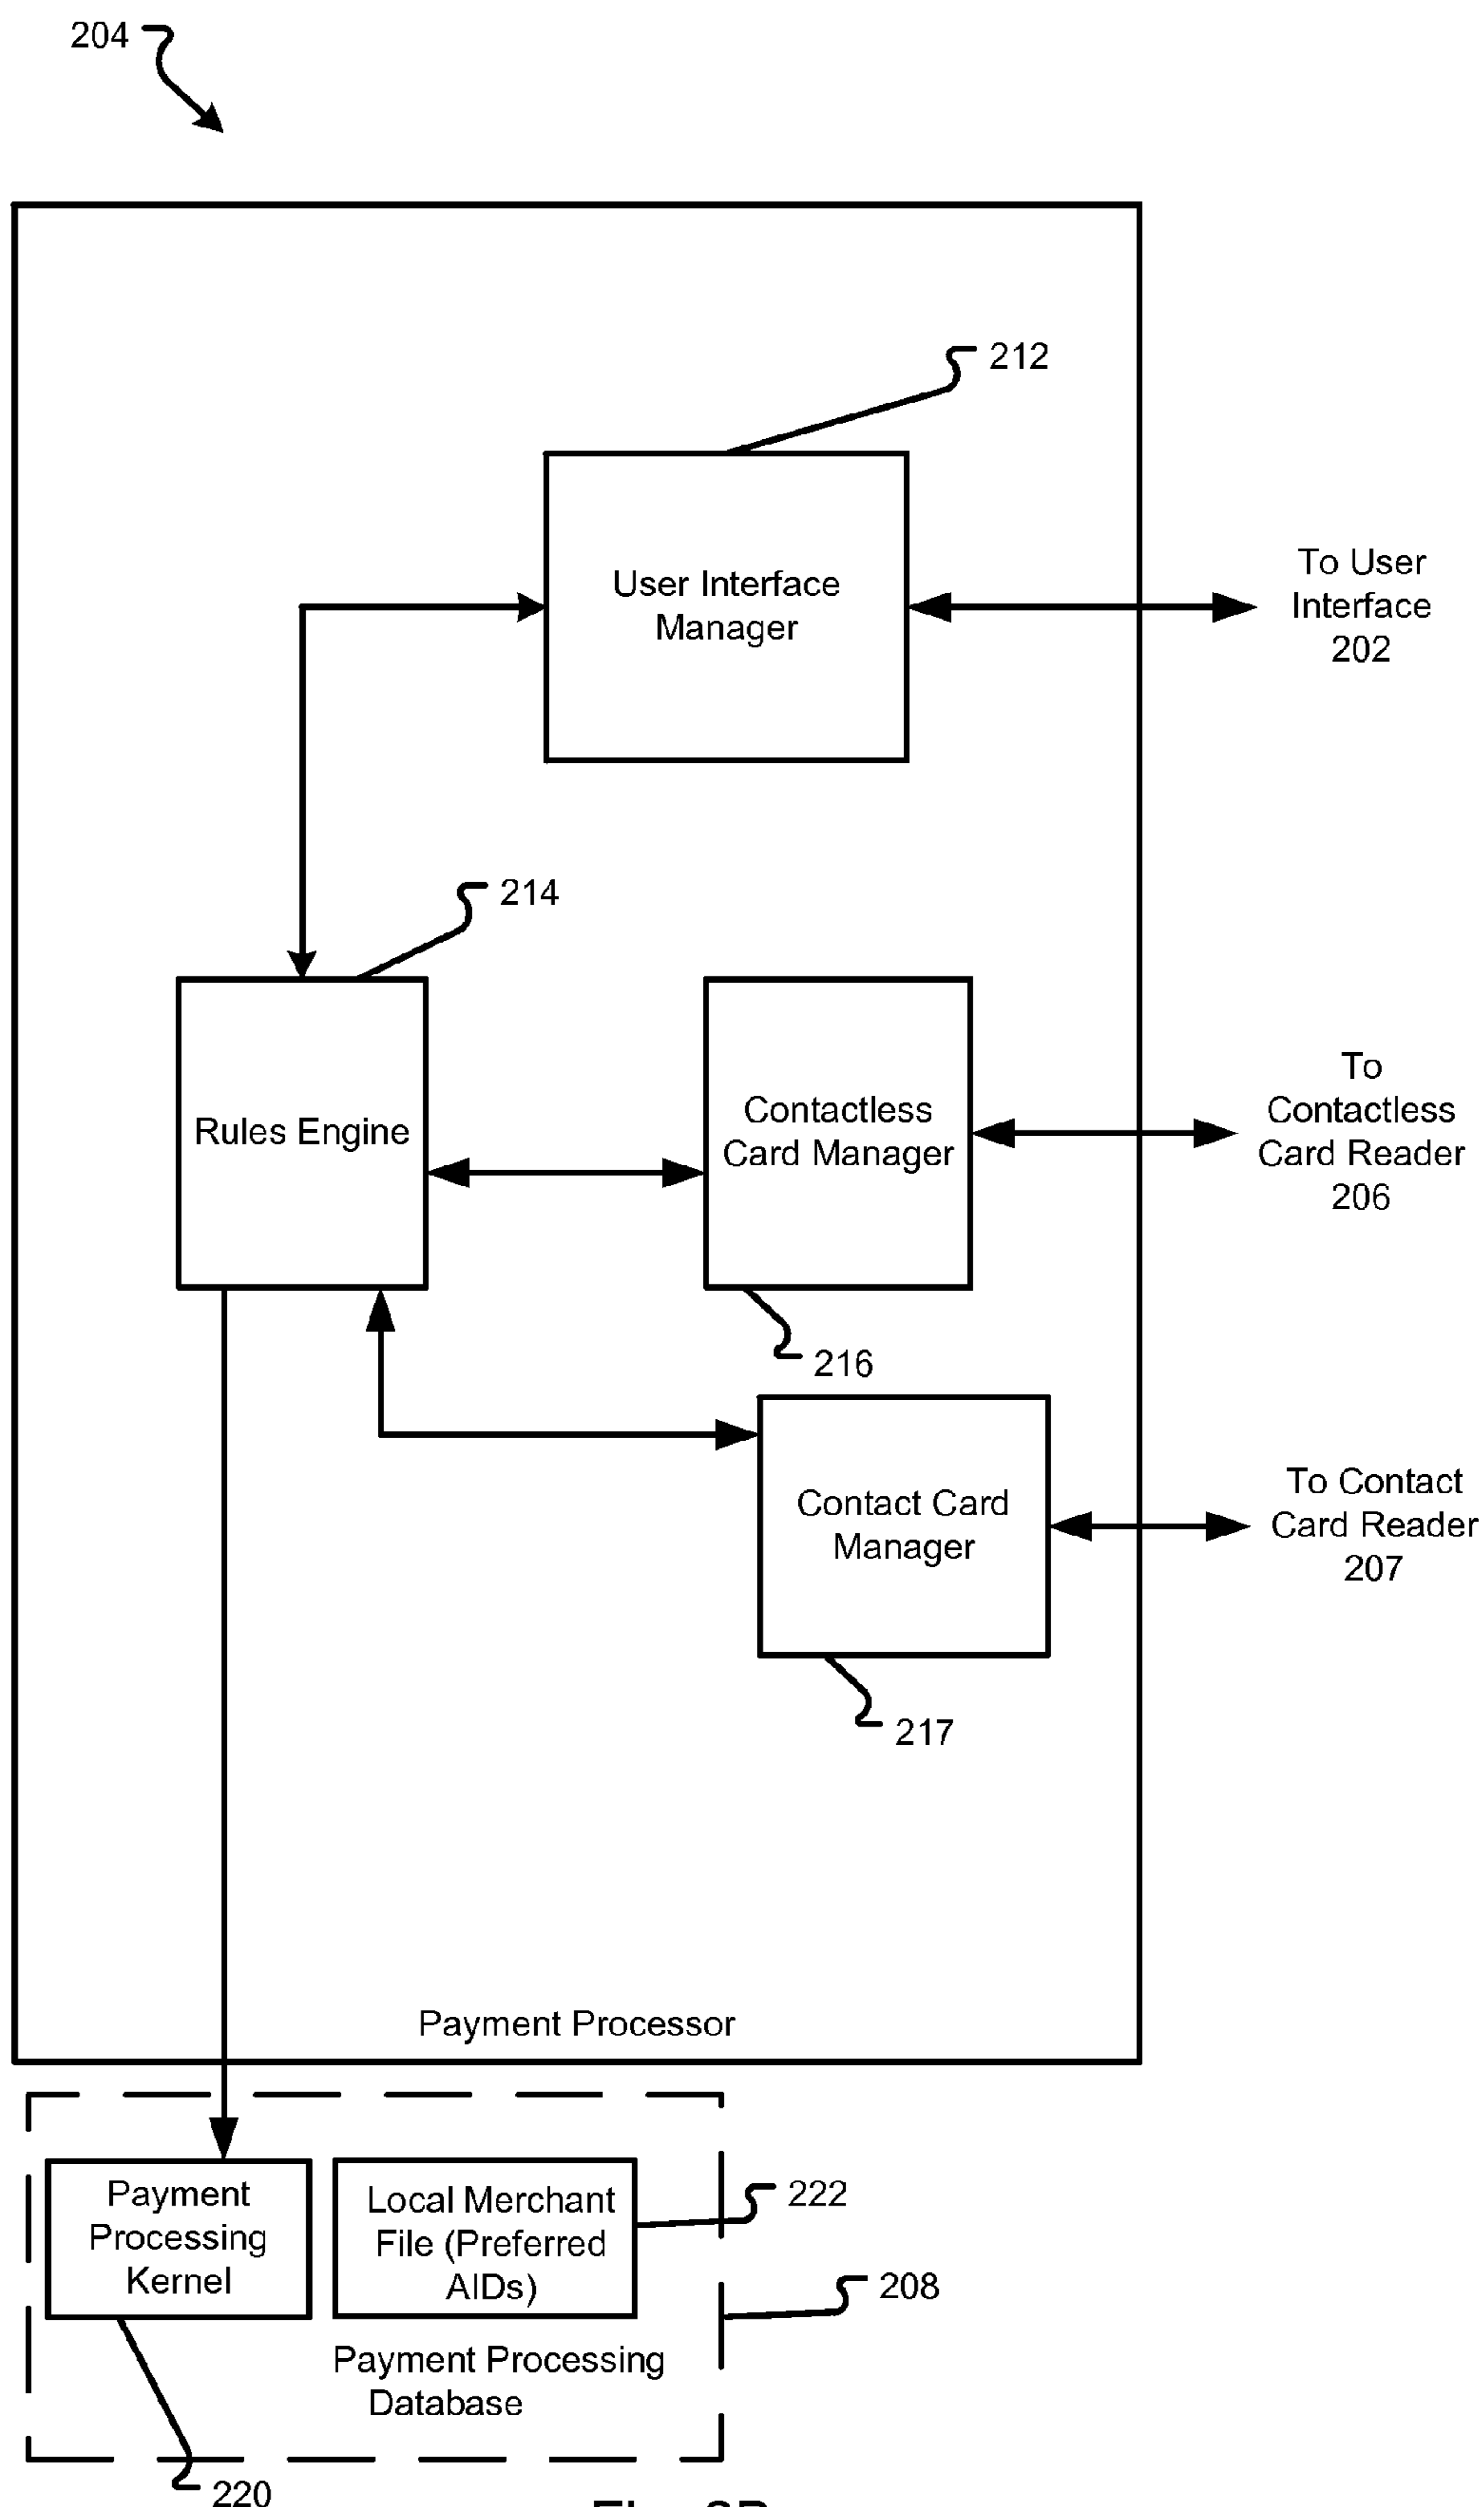 204
212
User Interface
Manager
To User
Interface
202
214
Rules Engine
Contactless
Card Manager
To
Contactless
Card Reader
206
216
Contact Card
Manager
To Contact
Card Reader
207
217
Payment Processor
Payment
Processing
Kernel
Local Merchant
File (Preferred
AIDs)
222
208
Payment Processing
Database
220